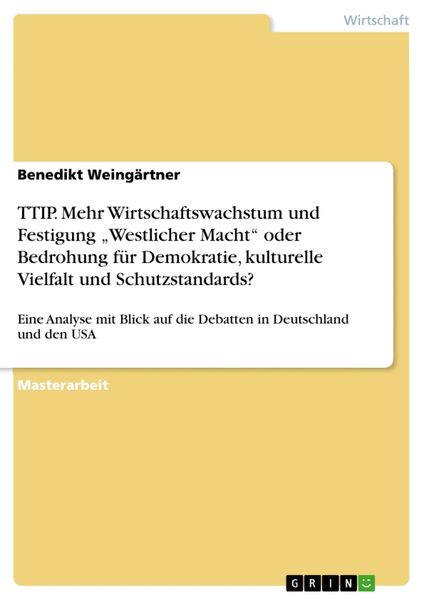 Wirtschaft
Benedikt Weingärtner
TTIP. Mehr Wirtschaftswachstum und
Festigung „Westlicher Macht“ oder
Bedrohung für Demokratie, kulturelle
Vielfalt und Schutzstandards?
Eine Analyse mit Blick auf die Debatten in Deutschland
und den USA
Masterarbeit
GRIN